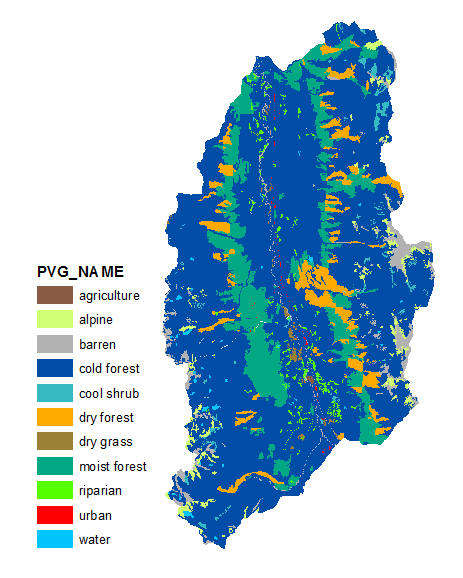 PVG_NAME
agriculture
alpine
barren
cold forest
cool shrub
dry forest
dry grass
moist forest
riparian
urban
water